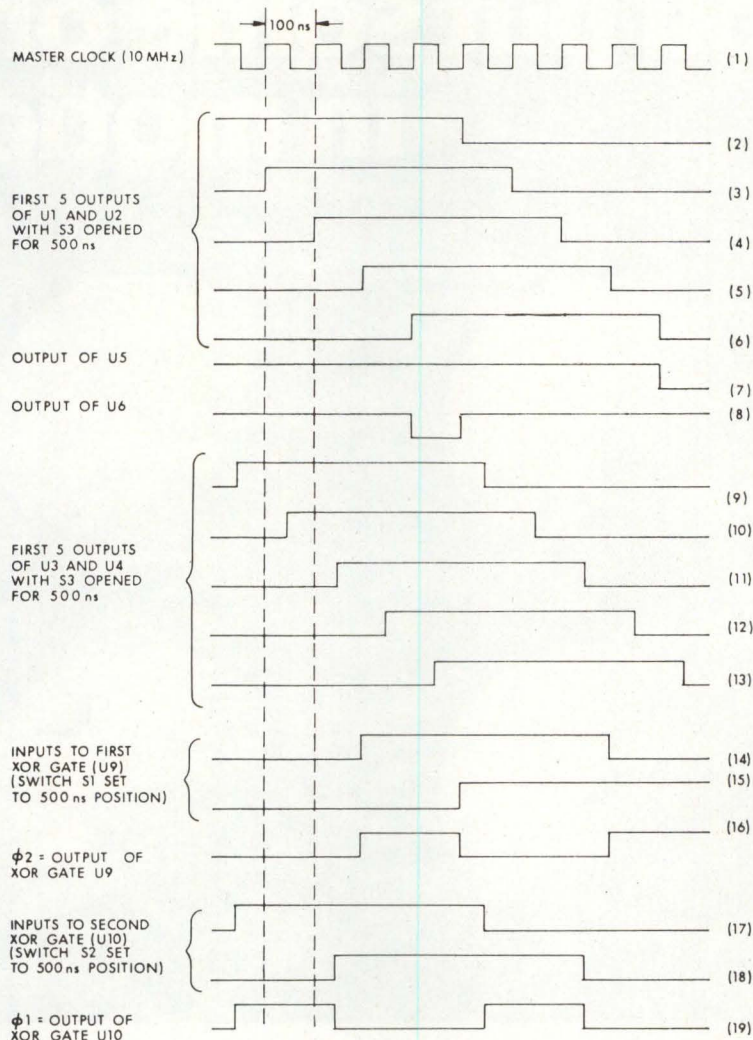 100 ns
MASTER CLOCK (10 MHz)
(1)
(2)
(3)
FIRST 5 OUTPUTS
OF U1 AND U2
WITH S3 OPENED
FOR 500 ns
(4)
(5)
(6)
OUTPUT OF U5
(7)
OUTPUT OF U6
(8)
(9)
(10)
FIRST 5 OUTPUTS
OF U3 AND U4
WITH S3 OPENED
FOR 500 ns
(11)
(12)
(13)
INPUTS TO FIRST
XOR GATE (U9)
(SWITCH S1 SET
TO 500 ns POSITION)
(14)
(15)
(16)
ϕ2 = OUTPUT OF
XOR GATE U9
INPUTS TO SECOND
XOR GATE (U10)
(SWITCH S2 SET
TO 500 ns POSITION)
(17)
(18)
ϕ1 = OUTPUT OF
XOR GATE U10
(19)